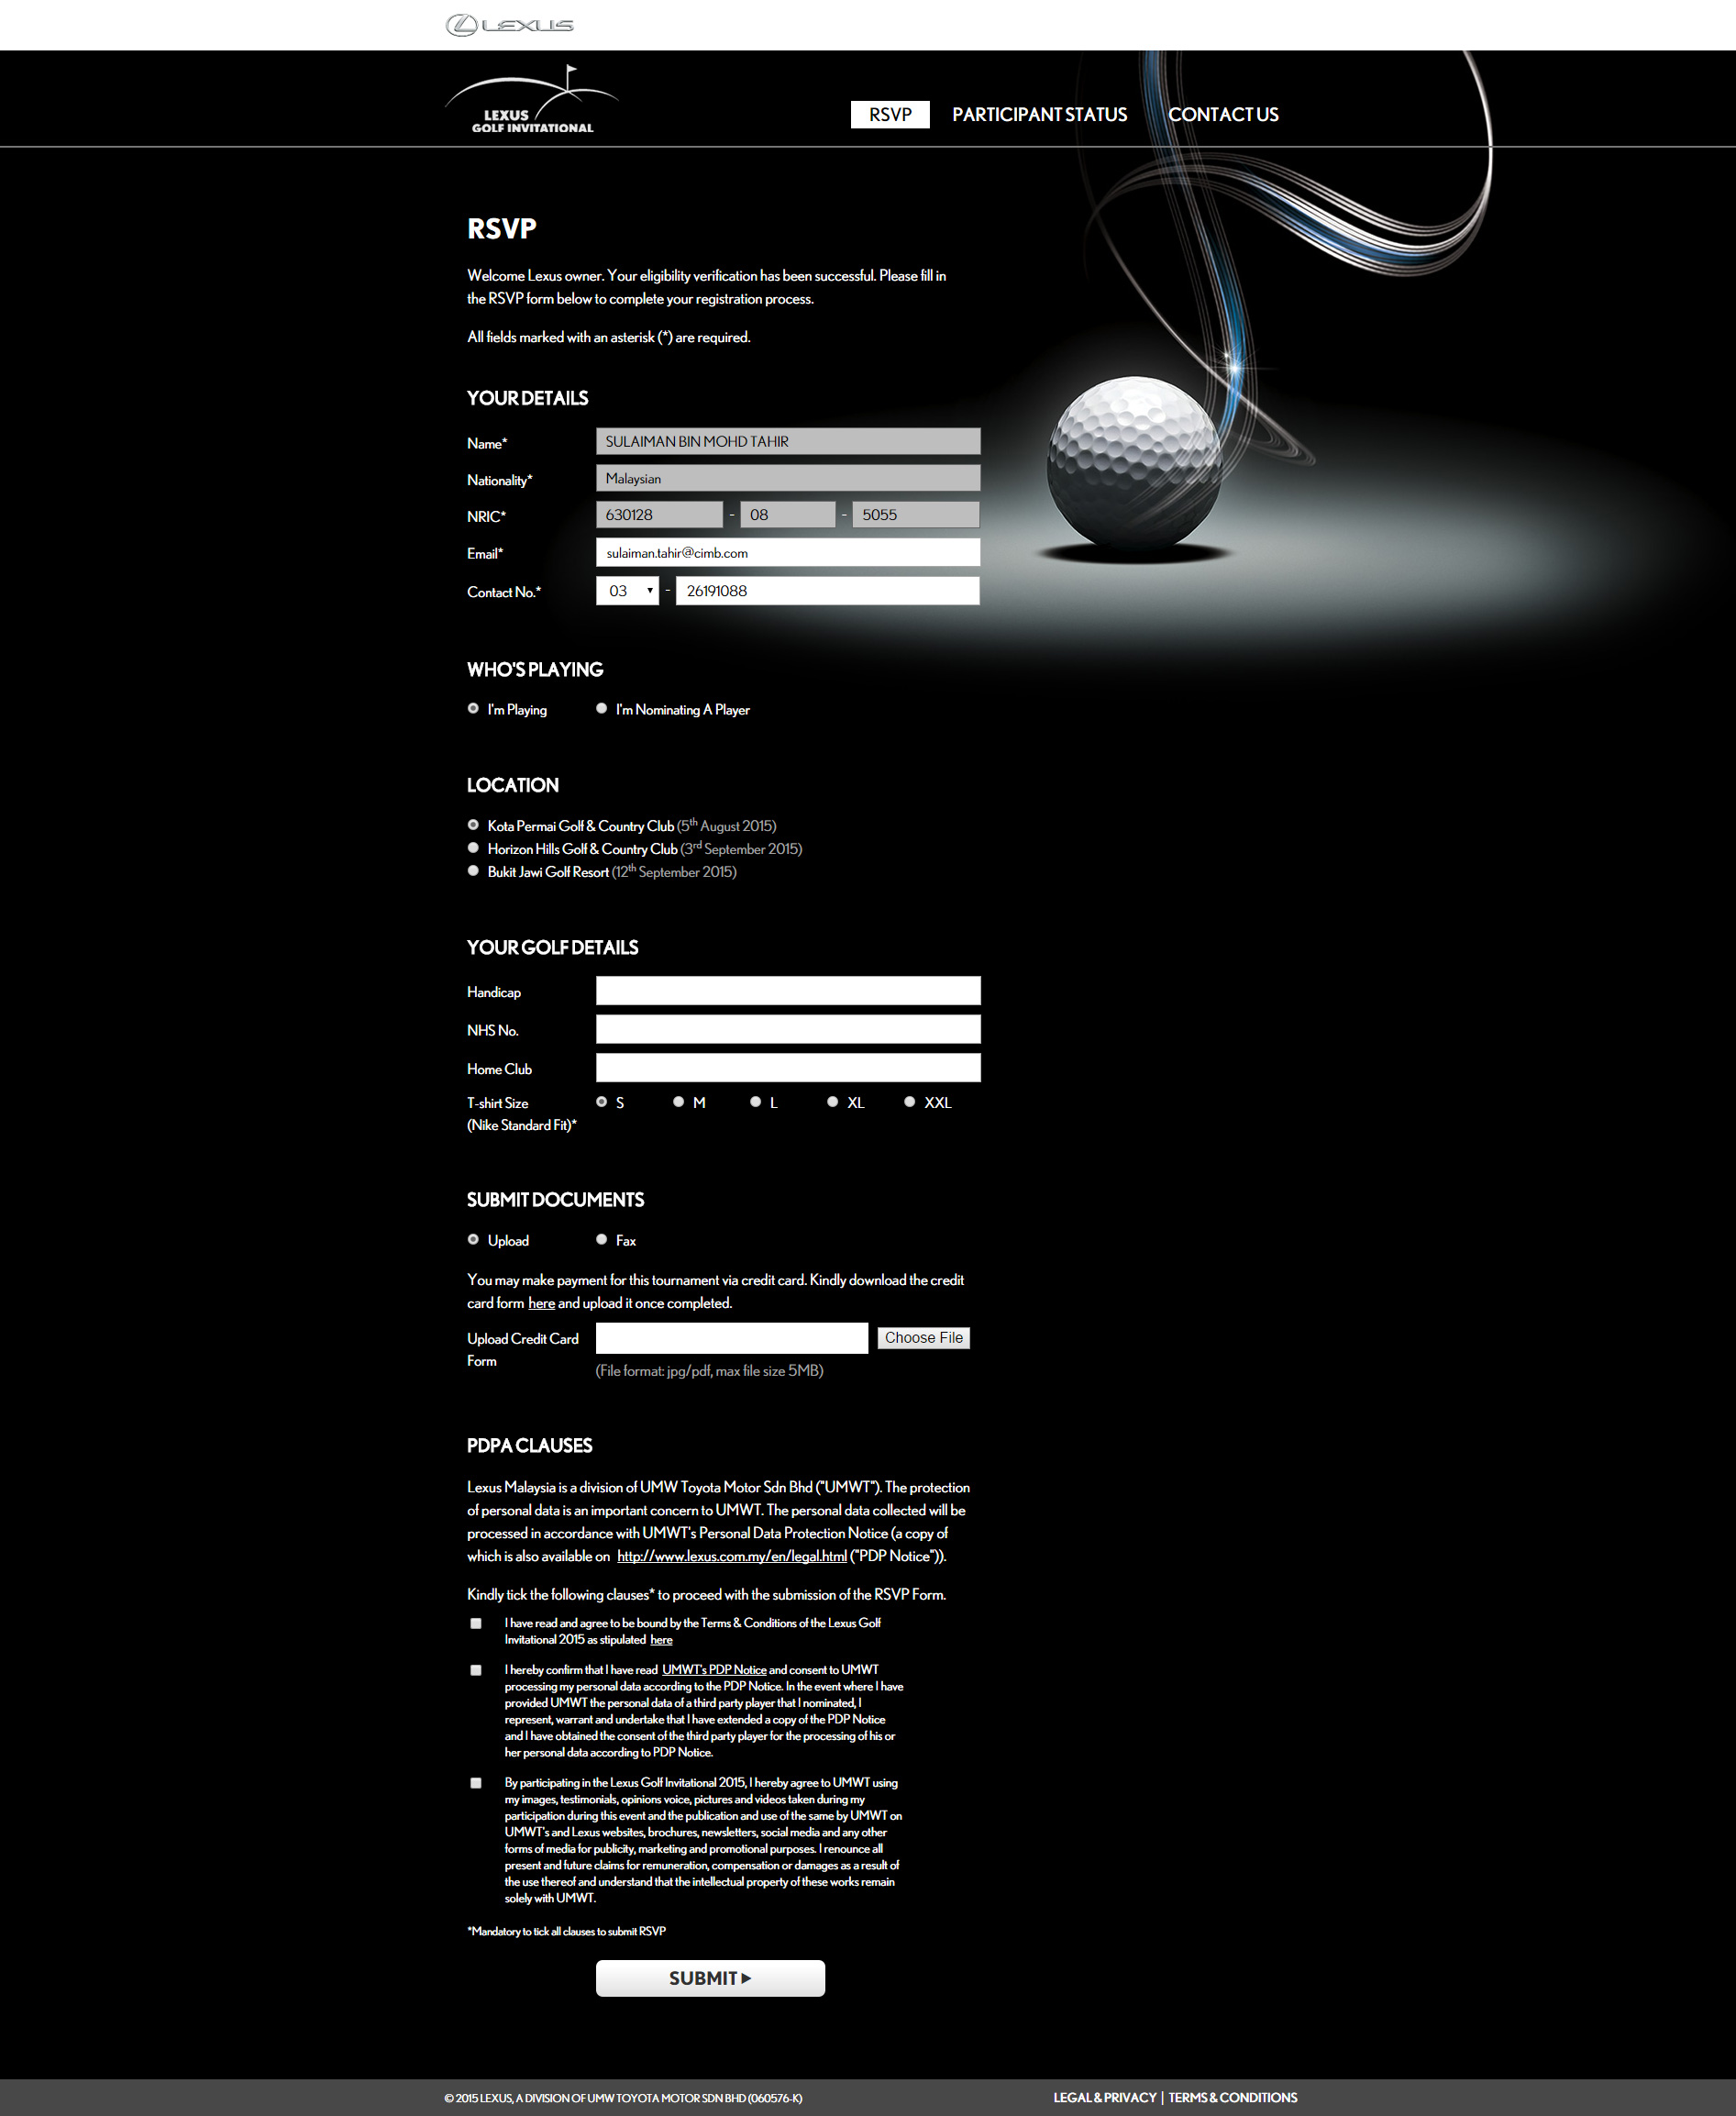 LEXUS
LEXUS
GOLF INVITATIONAL
RSVP PARTICIPANT STATUS CONTACT US
RSVP
Welcome Lexus owner. Your eligibility verification has been successful. Please fill in
the RSVP form below to complete your registration process.
All fields marked with an asterisk (*) are required.
YOUR DETAILS
Name* SULAIMAN BIN MOHD TAHIR
Nationality* Malaysian
NRIC* 630128 - 08 - 5055
Email* sulaiman.tahir@cimb.com
Contact No.* 03 - 26191088
WHO'S PLAYING
I'm Playing I'm Nominating A Player
LOCATION
Kota Permai Golf & Country Club (5th August 2015)
Horizon Hills Golf & Country Club (3rd September 2015)
Bukit Jawi Golf Resort (12th September 2015)
YOUR GOLF DETAILS
Handicap
NHS No.
Home Club
T-shirt Size S M L XL XXL
(Nike Standard Fit)*
SUBMIT DOCUMENTS
Upload Fax
You may make payment for this tournament via credit card. Kindly download the credit
card form here and upload it once completed.
Upload Credit Card Choose File
Form
(File format: jpg/pdf, max file size 5MB)
PDPA CLAUSES
Lexus Malaysia is a division of UMW Toyota Motor Sdn Bhd ("UMWT"). The protection
of personal data is an important concern to UMWT. The personal data collected will be
processed in accordance with UMWT's Personal Data Protection Notice (a copy of
which is also available on http://www.lexus.com.my/en/legal.html ("PDP Notice")).
Kindly tick the following clauses* to proceed with the submission of the RSVP Form.
I have read and agree to be bound by the Terms & Conditions of the Lexus Golf
Invitational 2015 as stipulated here
I hereby confirm that I have read UMWT's PDP Notice and consent to UMWT
processing my personal data according to the PDP Notice. In the event where I have
provided UMWT the personal data of a third party player that I nominated, I
represent, warrant and undertake that I have extended a copy of the PDP Notice
and I have obtained the consent of the third party player for the processing of his or
her personal data according to PDP Notice.
By participating in the Lexus Golf Invitational 2015, I hereby agree to UMWT using
my images, testimonials, opinions voice, pictures and videos taken during my
participation during this event and the publication and use of the same by UMWT on
UMWT's and Lexus websites, brochures, newsletters, social media and any other
forms of media for publicity, marketing and promotional purposes. I renounce all
present and future claims for remuneration, compensation or damages as a result of
the use thereof and understand that the intellectual property of these works remain
solely with UMWT.
*Mandatory to tick all clauses to submit RSVP
SUBMIT
© 2015 LEXUS, A DIVISION OF UMW TOYOTA MOTOR SDN BHD (060576-K) LEGAL & PRIVACY | TERMS & CONDITIONS